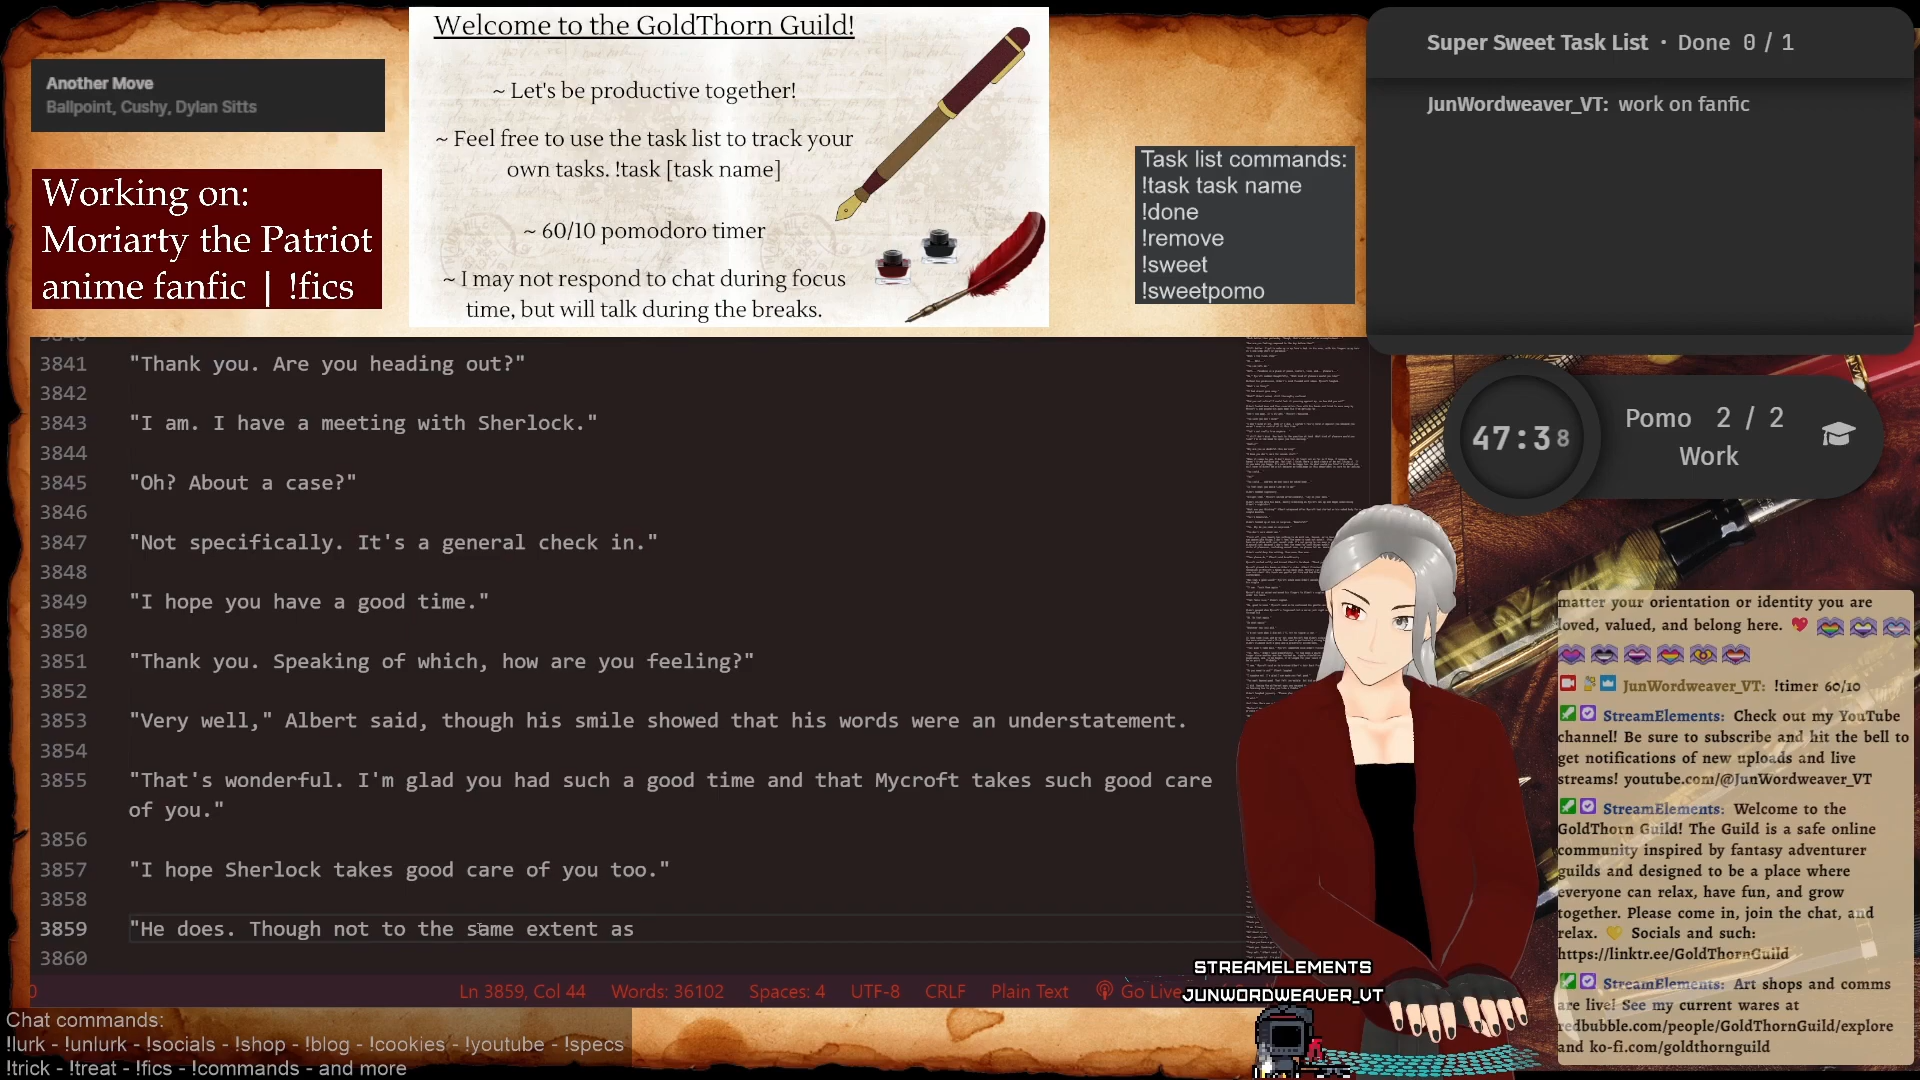 Another Move
Ballpoint, Cushy, Dylan Sitts
Working on:
Moriarty the Patriot
anime fanfic | !fics
Welcome to the GoldThorn Guild!
~ Let's be productive together!
~ Feel free to use the task list to track your
own tasks. !task [task name]
~ 60/10 pomodoro timer
~ I may not respond to chat during focus
time, but will talk during the breaks.
Task list commands:
!task task name
!done
!remove
!sweet
!sweetpomo
Super Sweet Task List · Done 0 / 1
JunWordweaver_VT: work on fanfic
47:38
Pomo 2 / 2
Work
3841 "Thank you. Are you heading out?"
3842
3843 "I am. I have a meeting with Sherlock."
3844
3845 "Oh? About a case?"
3846
3847 "Not specifically. It's a general check in."
3848
3849 "I hope you have a good time."
3850
3851 "Thank you. Speaking of which, how are you feeling?"
3852
3853 "Very well," Albert said, though his smile showed that his words were an understatement.
3854
3855 "That's wonderful. I'm glad you had such a good time and that Mycroft takes such good care
of you."
3856
3857 "I hope Sherlock takes good care of you too."
3858
3859 "He does. Though not to the same extent as
3860
Ln 3859, Col 44 Words: 36102 Spaces: 4 UTF-8 CRLF Plain Text Go Live
matter your orientation or identity you are
loved, valued, and belong here.
JunWordweaver_VT: !timer 60/10
StreamElements: Check out my YouTube
channel! Be sure to subscribe and hit the bell to
get notifications of new uploads and live
streams! youtube.com/@JunWordweaver_VT
StreamElements: Welcome to the
GoldThorn Guild! The Guild is a safe online
community inspired by fantasy adventurer
guilds and designed to be a place where
everyone can relax, have fun, and grow
together. Please come in, join the chat, and
relax. Socials and such:
https://linktr.ee/GoldThornGuild
StreamElements: Art shops and comms
are live! See my current wares at
redbubble.com/people/GoldThornGuild/explore
and ko-fi.com/goldthornguild
STREAMELEMENTS
JUNWORDWEAVER_VT
Chat commands:
!lurk - !unlurk - !socials - !shop - !blog - !cookies - !youtube - !specs
!trick - !treat - !fics - !commands - and more